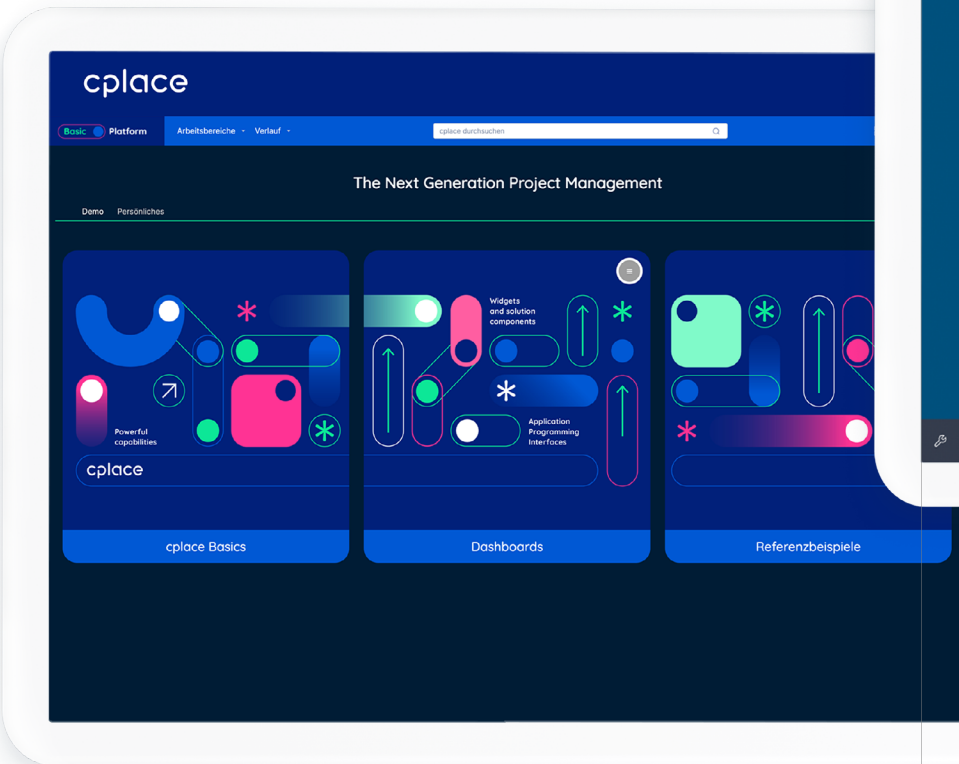 cplace
Basic Platform
Arbeitsbereiche Verlauf
cplace durchsuchen
The Next Generation Project Management
Demo Persönliches
Widgets
and solution
components
Powerful
capabilities
Application
Programming
Interfaces
cplace
cplace Basics
Dashboards
Referenzbeispiele